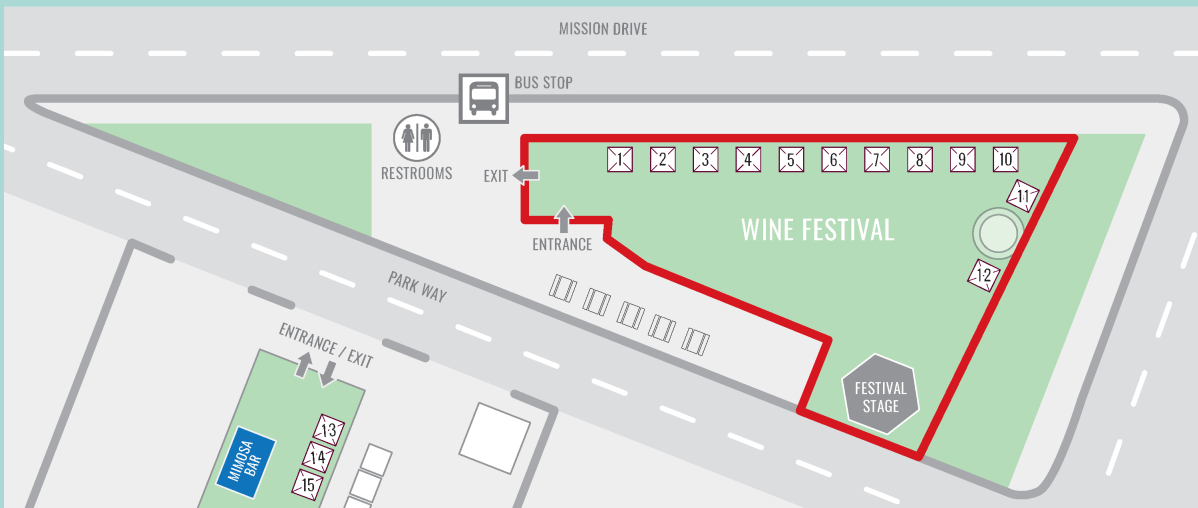 MISSION DRIVE
BUS STOP
RESTROOMS
EXIT
ENTRANCE
1 2 3 4 5 6 7 8 9 10
11
12
WINE FESTIVAL
PARK WAY
FESTIVAL
STAGE
ENTRANCE / EXIT
MIMOSA
BAR
13
14
15